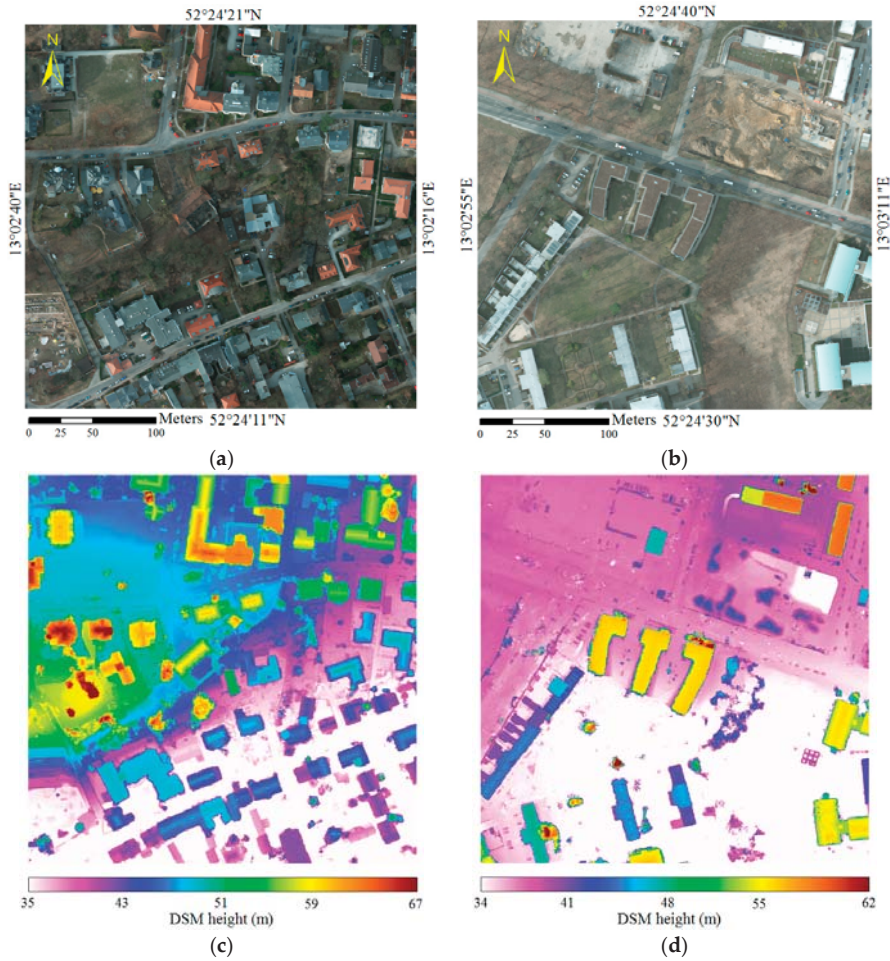 52°24'21"N
52°24'40"N
N
N
13°02'40"E
13°02'16"E
13°02'55"E
13°03'11"E
Meters 52°24'11"N
0 25 50 100
Meters 52°24'30"N
0 25 50 100
(a)
(b)
35 43 51 59 67
DSM height (m)
34 41 48 55 62
DSM height (m)
(c)
(d)